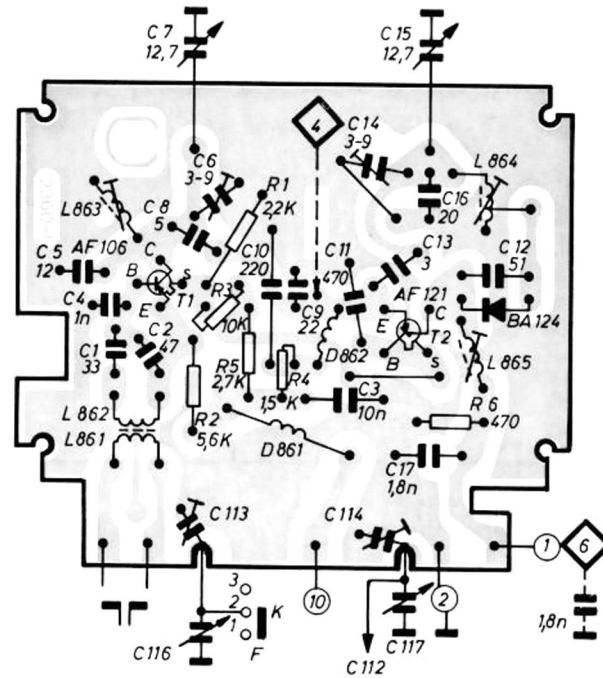 C 7
12,7
C 15
12,7
4
C 14
3-9
C 6
3-9
L 864
R 1
2,2K
L 863
C 8
5
C 16
20
C 5
12
AF 106
C 10
220
C 11
470
C 13
3
C 12
51
C
B
S
E
T1
C 4
1n
R 3
10K
C 9
22
AF 121
E
C
T2
B
S
BA 124
C 1
33
C 2
47
D 862
L 865
R 5
2,7K
R 4
1,5 K
C 3
10n
L 862
L 861
R 2
5,6K
D 861
R 6
470
C 17
1,8n
C 113
C 114
1
6
10
2
3
2
1
K
F
C 116
C 117
C 112
1,8n